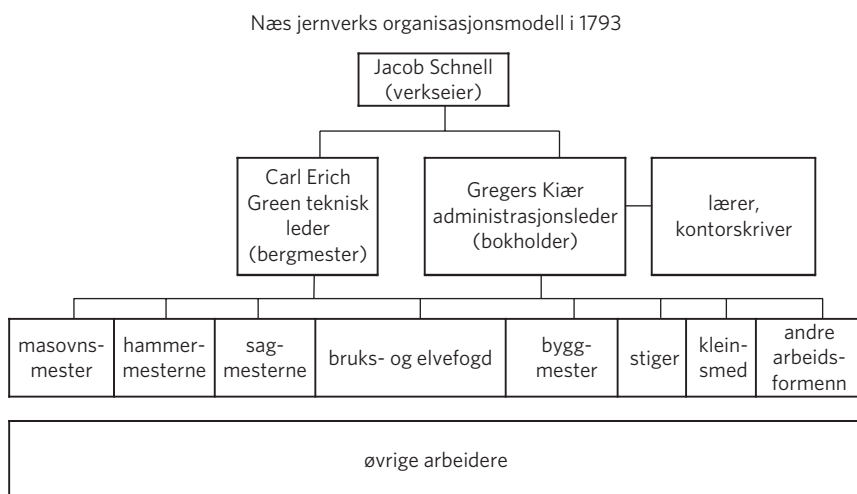 Næs jernverks organisasjonsmodell i 1793
Jacob Schnell
(verkseier)
Carl Erich
Green teknisk
leder
(bergmester)
Gregers Kiær
administrasjonsleder
(bokholder)
lærer,
kontorskriver
masovns-
mester
hammer-
mesterne
sag-
mesterne
bruks- og elvefogd
bygg-
mester
stiger
klein-
smed
andre
arbeids-
formenn
øvrige arbeidere